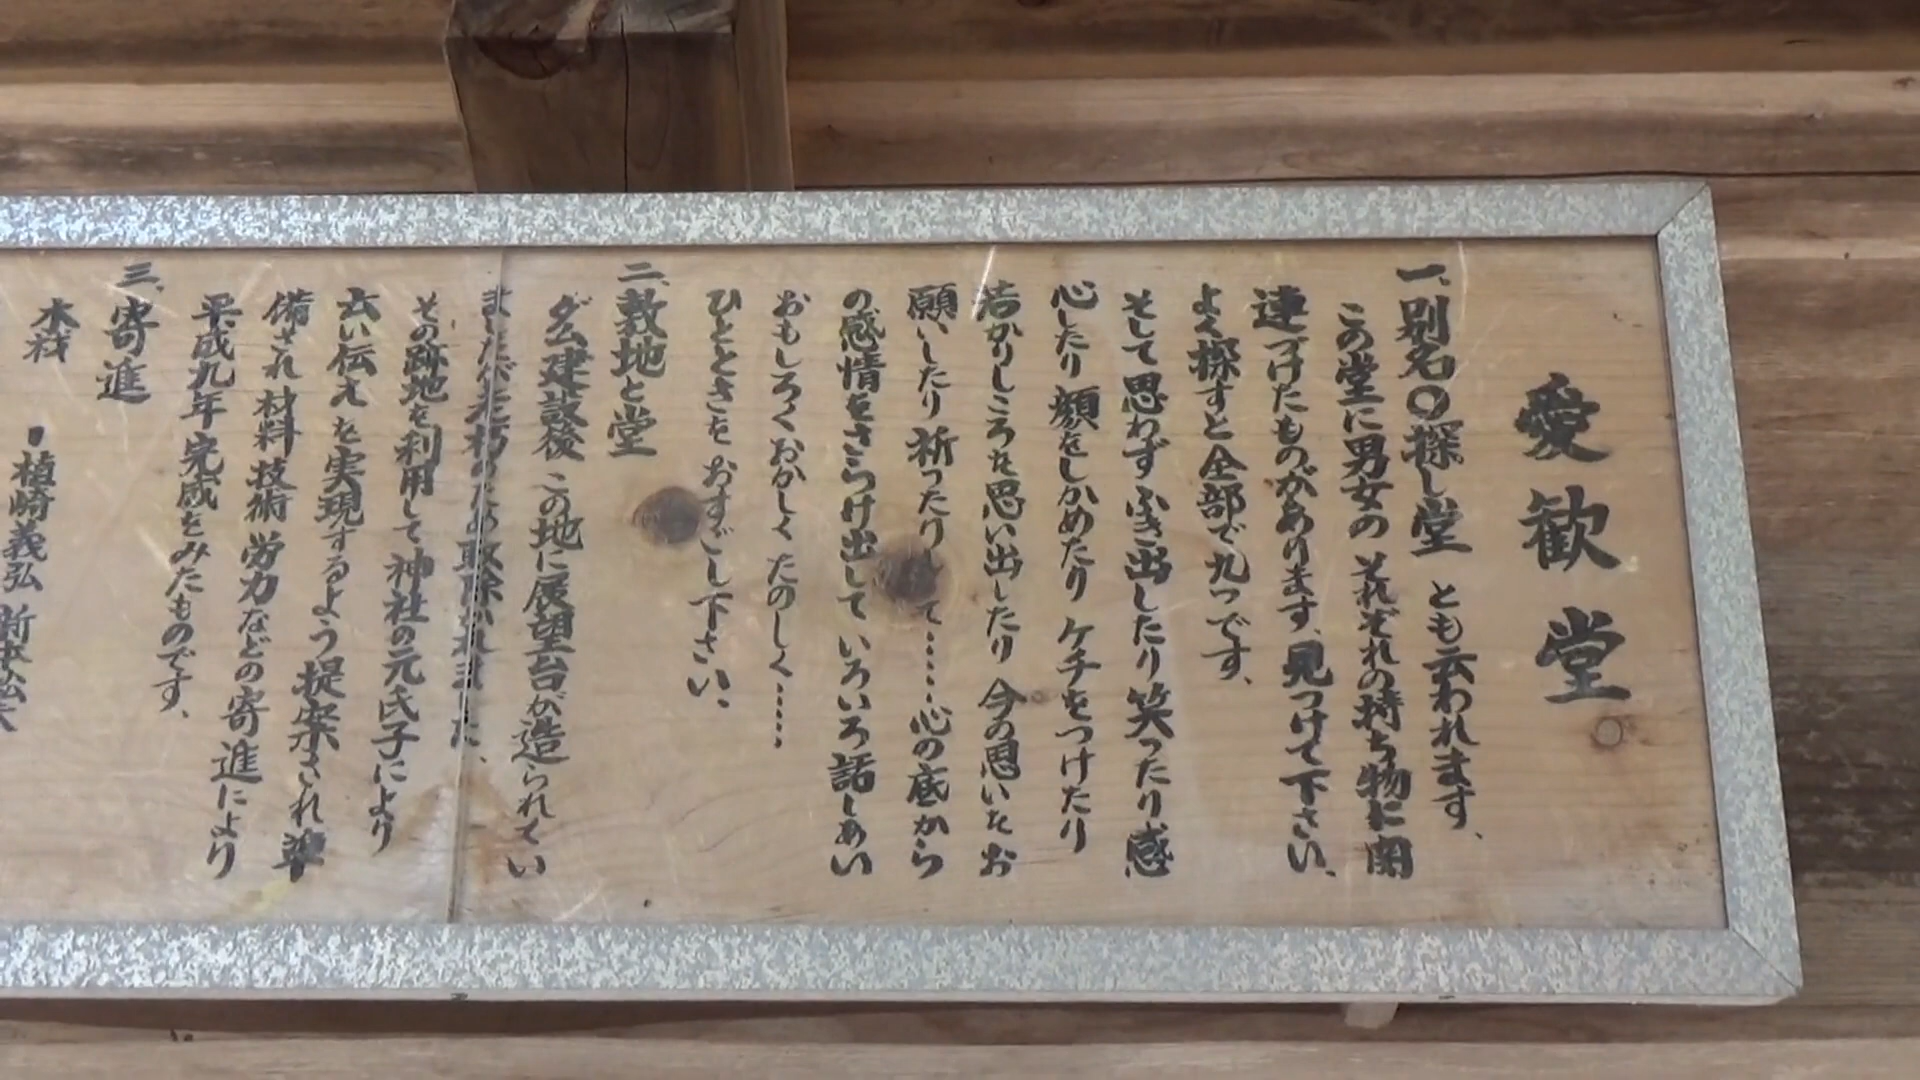 愛歓堂
一、別名〇探し堂 とも云われます、
この堂に男女の それぞれの持ち物に関
連づけたものがあります、見つけて下さい、
よく探すと全部で九つです、
そして思わずふき出したり笑ったり感
心したり顔をしかめたりケチをつけたり
若かりしころを思い出したり 今の思いをお
願いしたり祈ったりして……心の底から
の感情をさらけ出して いろいろ話しあい
おもしろくおかしくたのしく……
ひとときを おすごし下さい、
二、敷地と堂
ダム建設後 この地に展望台が造られてい
ましたが老朽のため取除かれました、
その跡地を利用して 神社の元氏子により
云い伝えを実現するよう提案され 準
備され 材料 技術 労力などの寄進により
平成九年 完成をみたものです、
三、寄進
木材
植崎義弘